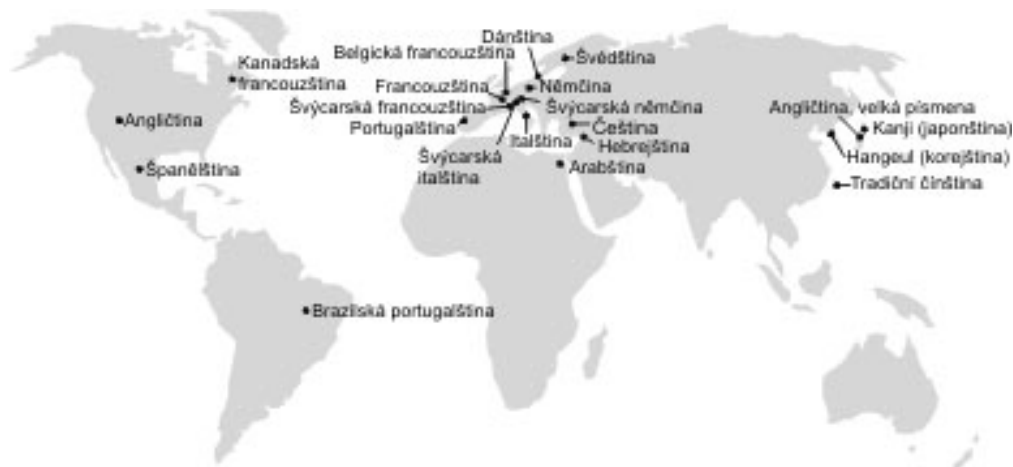 Dánština
Belgická francouzština
Švédština
Kanadská
francouzština
Francouzština
Němčina
Švýcarská francouzština
Švýcarská němčina
Angličtina, velká písmena
Angličtina
Portugalština
Čeština
Kanji (japonština)
Italština
Hebrejština
Švýcarská
italština
Hangeul (korejština)
Španělština
Arabština
Tradiční čínština
Brazilská portugalština